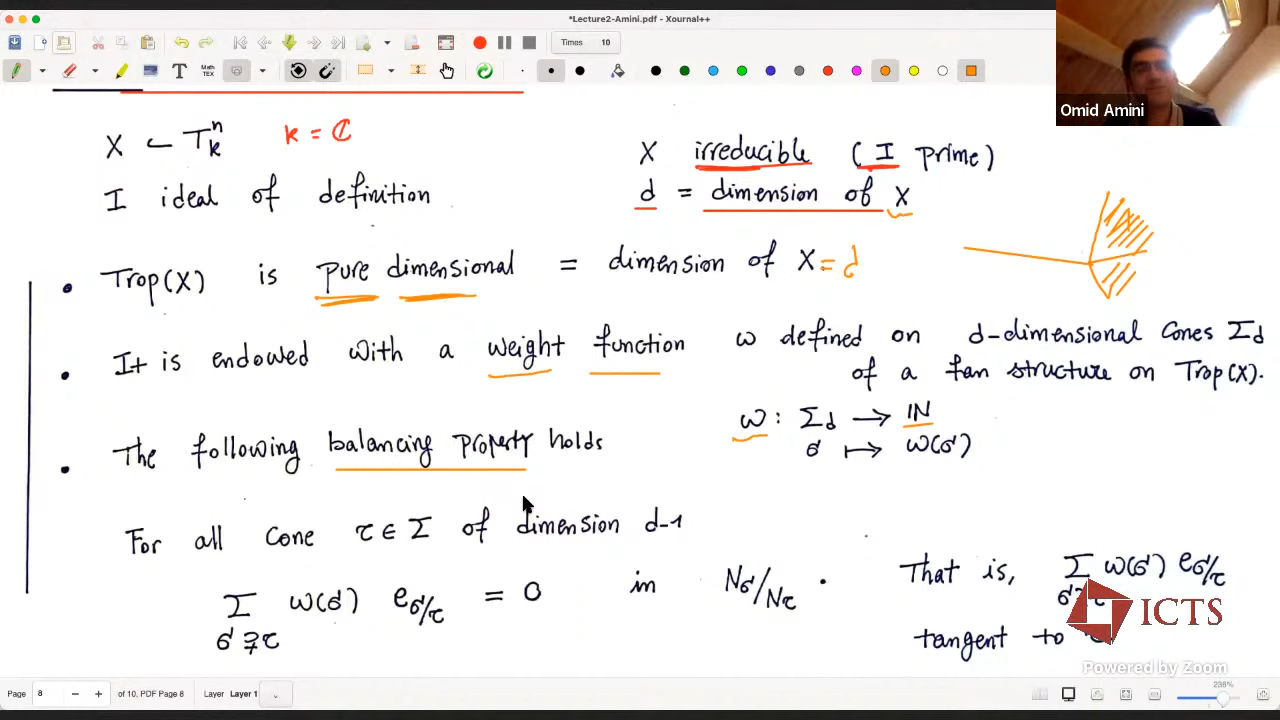 *Lecture2-Amini.pdf - Xournal++
Times 10
Omid Amini
X ⊂ T_k^n k = ℂ
X irreducible (I prime)
I ideal of definition
d = dimension of X
• Trop(X) is pure dimensional = dimension of X = d
• It is endowed with a weight function ω defined on d-dimensional Cones Σ_d
of a fan structure on Trop(X).
ω : Σ_d → ℕ
σ ↦ ω(σ)
• The following balancing property holds
For all Cone τ ∈ Σ of dimension d-1
Σ_{σ ⊋ τ} ω(σ) e_{σ/τ} = 0 in N_σ/N_τ . That is, Σ ω(σ) e_{σ/τ}
tangent to
ICTS
Powered by Zoom
Page 8 of 10, PDF Page 8 Layer Layer 1 236%